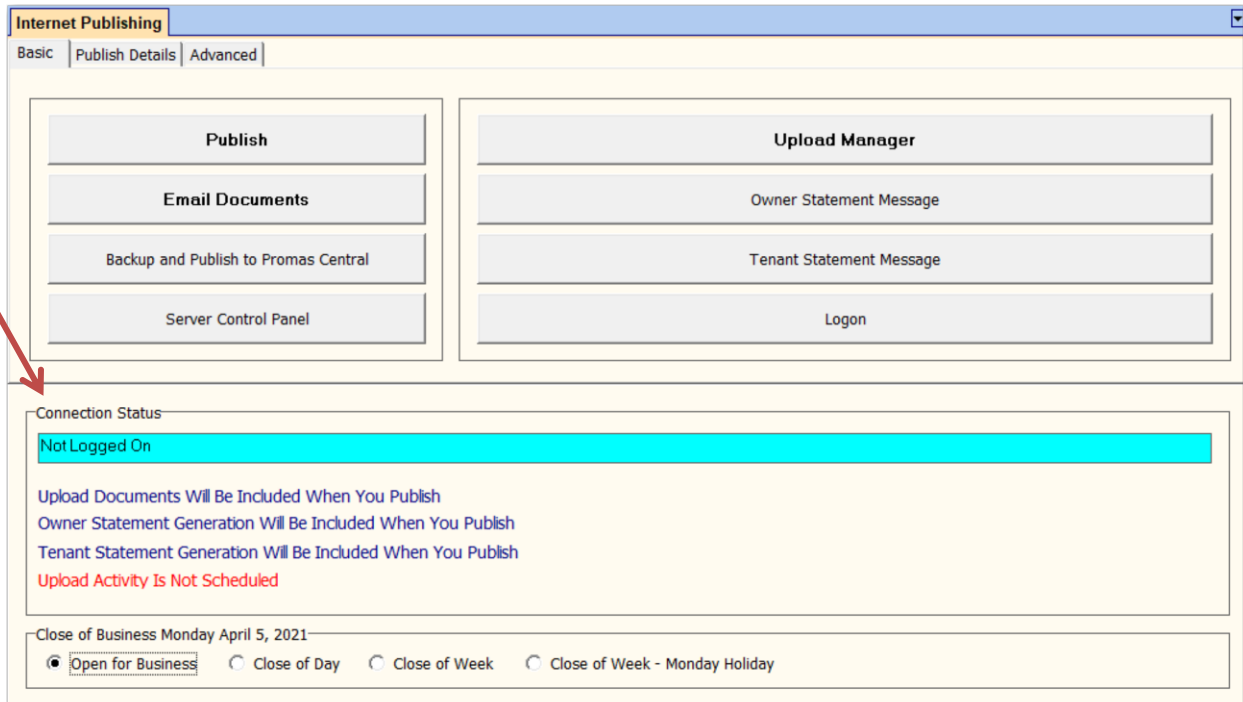 Internet Publishing
Basic Publish Details Advanced
Publish
Email Documents
Backup and Publish to Promas Central
Server Control Panel
Upload Manager
Owner Statement Message
Tenant Statement Message
Logon
Connection Status
Not Logged On
Upload Documents Will Be Included When You Publish
Owner Statement Generation Will Be Included When You Publish
Tenant Statement Generation Will Be Included When You Publish
Upload Activity Is Not Scheduled
Close of Business Monday April 5, 2021
Open for Business Close of Day Close of Week Close of Week - Monday Holiday